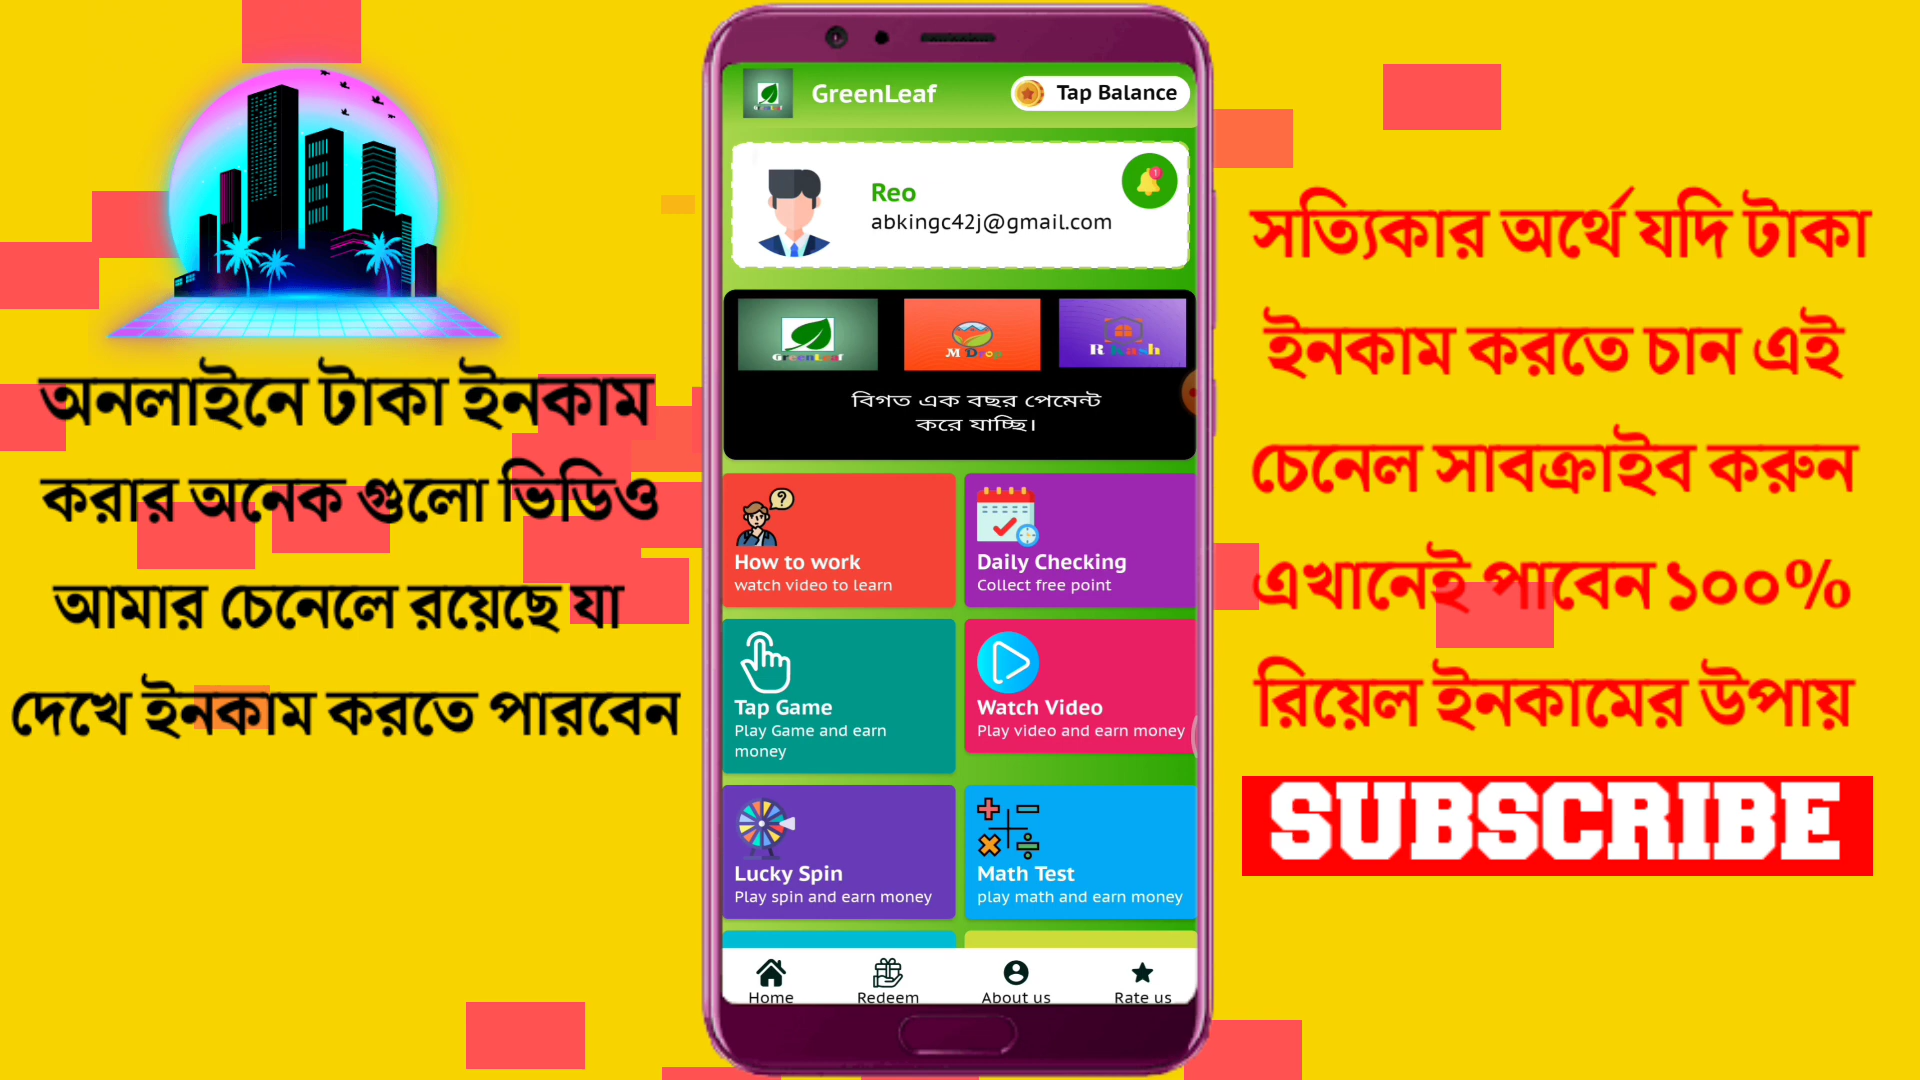 অনলাইনে টাকা ইনকাম
করার অনেক গুলো ভিডিও
আমার চেনেলে রয়েছে যা
দেখে ইনকাম করতে পারবেন
GreenLeaf
Tap Balance
Reo
abkingc42j@gmail.com
1
GreenLeaf
M Drop
R Cash
বিগত এক বছর পেমেন্ট
করে যাচ্ছি।
How to work
watch video to learn
Daily Checking
Collect free point
Tap Game
Play Game and earn
money
Watch Video
Play video and earn money
Lucky Spin
Play spin and earn money
Math Test
play math and earn money
Home
Redeem
About us
Rate us
সত্যিকার অর্থে যদি টাকা
ইনকাম করতে চান এই
চেনেল সাবক্রাইব করুন
এখানেই পাবেন ১০০%
রিয়েল ইনকামের উপায়
SUBSCRIBE